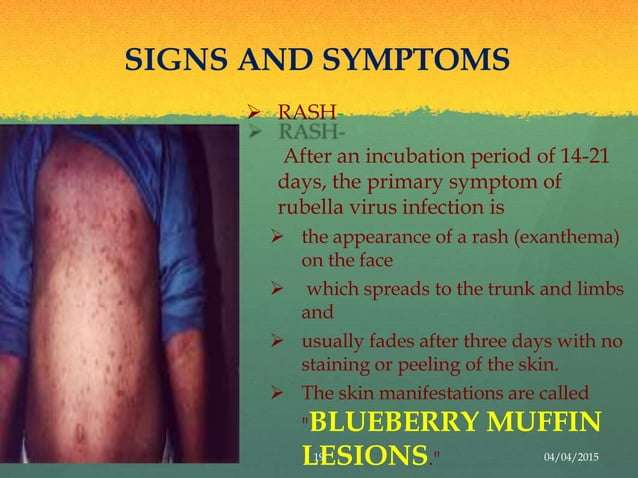 SIGNS AND SYMPTOMS
➢ RASH-
➢ RASH-
After an incubation period of 14-21
days, the primary symptom of
rubella virus infection is
➢ the appearance of a rash (exanthema)
on the face
➢ which spreads to the trunk and limbs
and
➢ usually fades after three days with no
staining or peeling of the skin.
➢ The skin manifestations are called
"BLUEBERRY MUFFIN
LESIONS."
19
04/04/2015